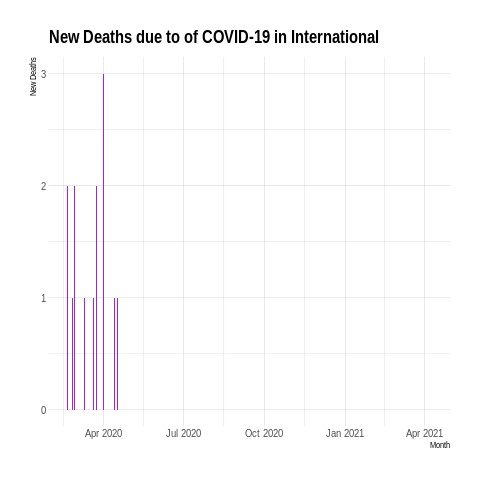 New Deaths due to of COVID-19 in International
New Deaths
3
2
1
0
Apr 2020 Jul 2020 Oct 2020 Jan 2021 Apr 2021
Month